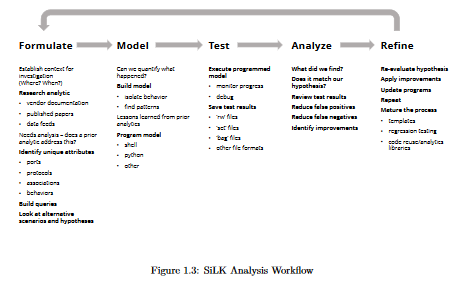 Formulate
Establish context for
investigation
(Where? When?)
Research analytic
• vendor documentation
• published papers
• data feeds
Needs analysis – does a prior
analytic address this?
Identify unique attributes
• ports
• protocols
• associations
• behaviors
Build queries
Look at alternative
scenarios and hypotheses
Model
Can we quantify what
happened?
Build model
• isolate behavior
• find patterns
Lessons learned from prior
analytics
Program model
• shell
• python
• other
Test
Execute programmed
model
• monitor progress
• debug
Save test results
• 'rw' files
• 'set' files
• 'bag' files
• other file formats
Analyze
What did we find?
Does it match our
hypothesis?
Review test results
Reduce false positives
Reduce false negatives
Identify improvements
Refine
Re-evaluate hypothesis
Apply improvements
Update programs
Repeat
Mature the process
• templates
• regression testing
• code reuse/analytics
libraries
Figure 1.3: SiLK Analysis Workflow